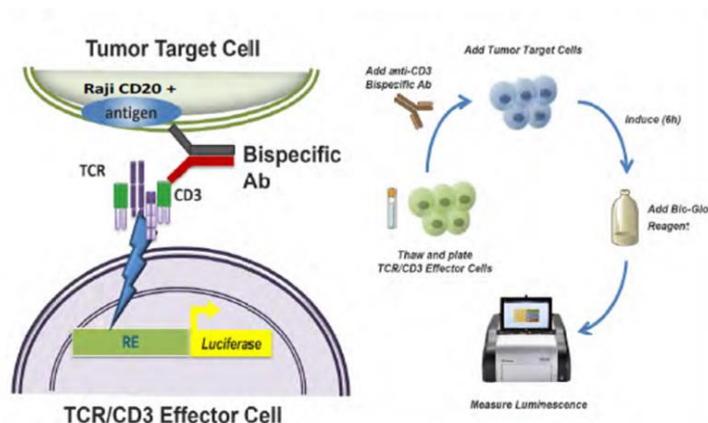 Tumor Target Cell
Raji CD20 +
antigen
TCR
CD3
Bispecific
Ab
RE
Luciferase
TCR/CD3 Effector Cell
Add Tumor Target Cells
Add anti-CD3
Bispecific Ab
Induce (6h)
Thaw and plate
TCR/CD3 Effector Cells
Add Bio-Glo
Reagent
Measure Luminescence